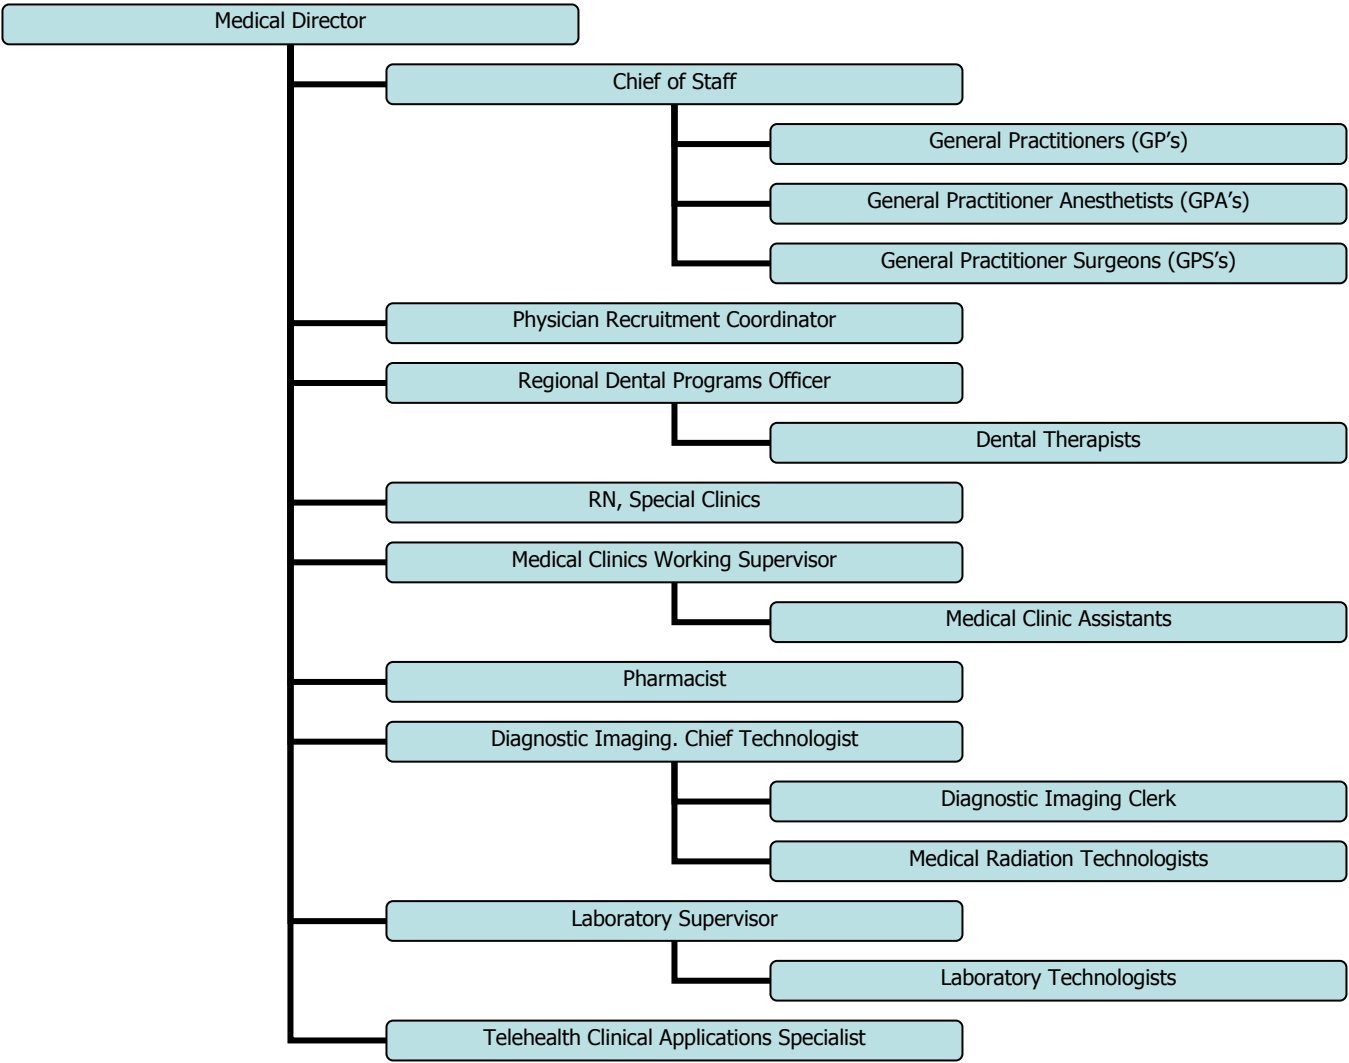 Medical Director
Chief of Staff
General Practitioners (GP’s)
General Practitioner Anesthetists (GPA’s)
General Practitioner Surgeons (GPS’s)
Physician Recruitment Coordinator
Regional Dental Programs Officer
Dental Therapists
RN, Special Clinics
Medical Clinics Working Supervisor
Medical Clinic Assistants
Pharmacist
Diagnostic Imaging. Chief Technologist
Diagnostic Imaging Clerk
Medical Radiation Technologists
Laboratory Supervisor
Laboratory Technologists
Telehealth Clinical Applications Specialist